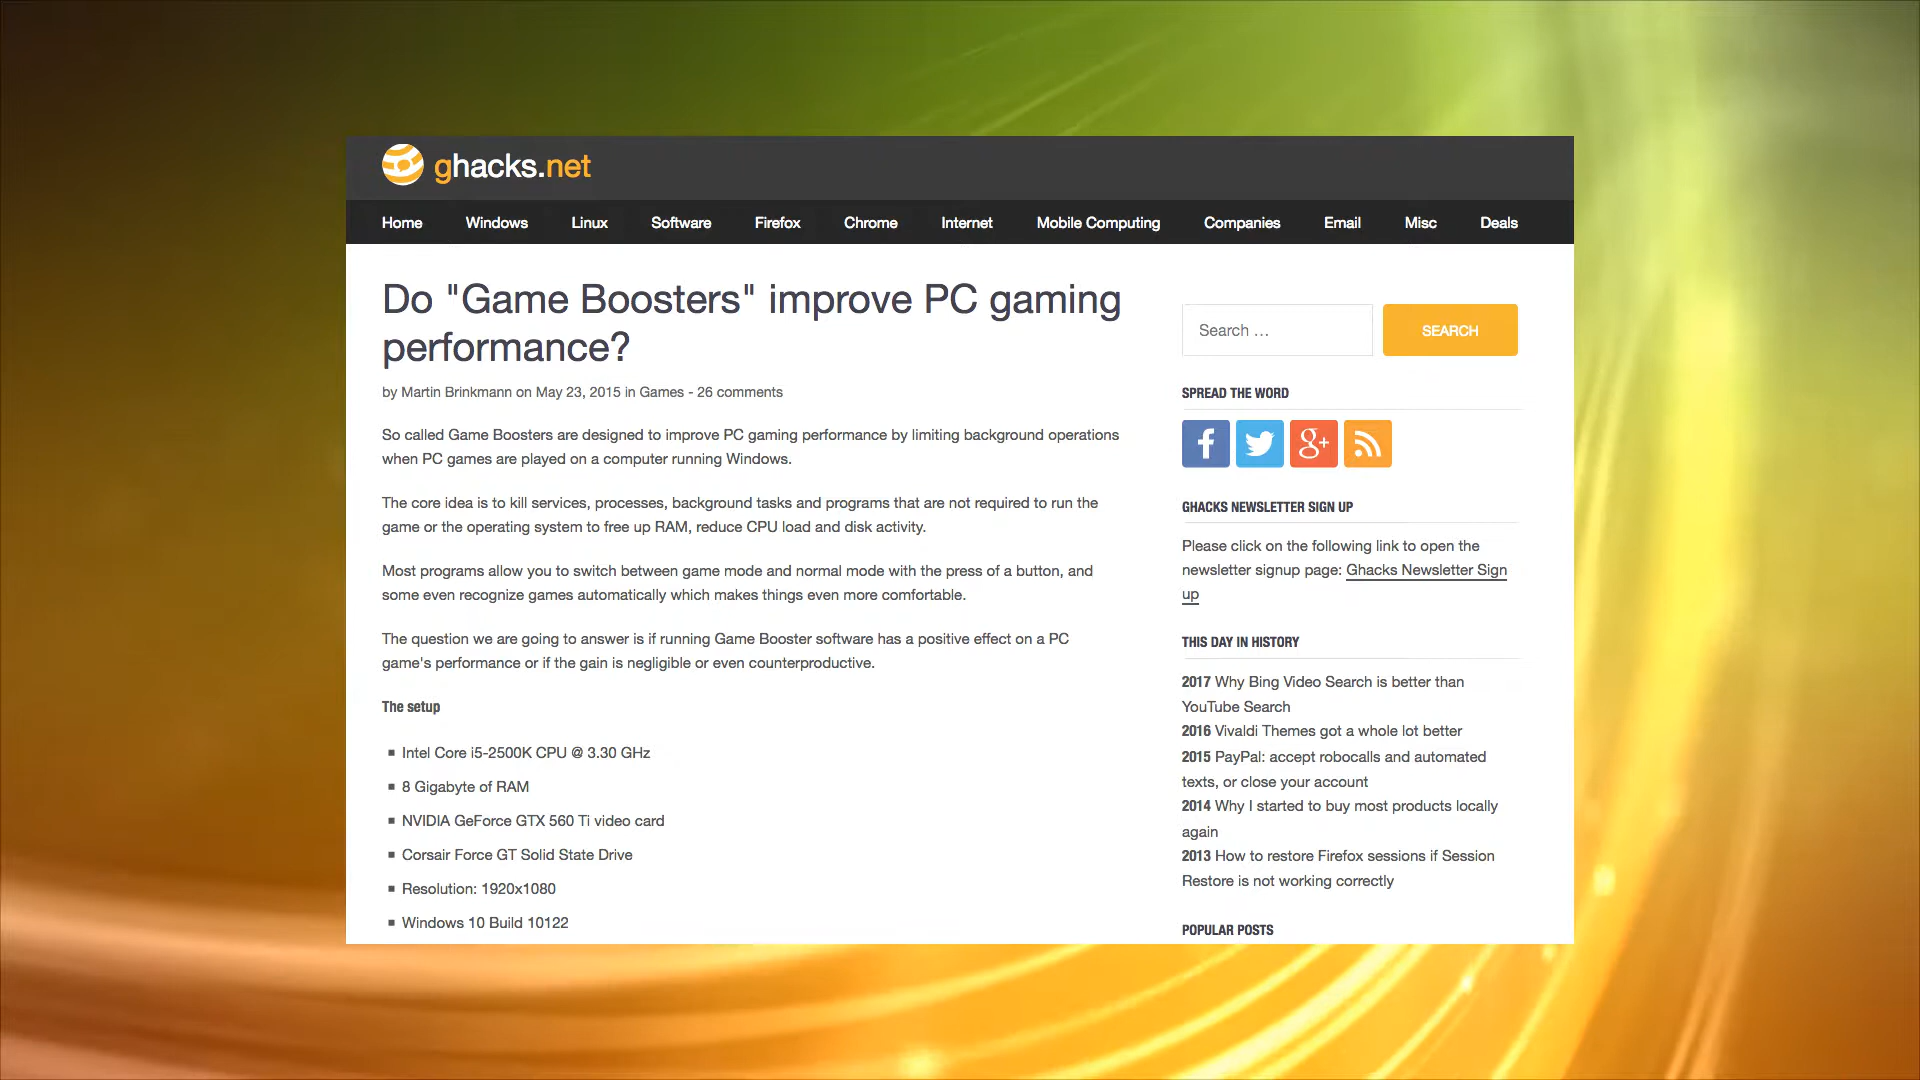 ghacks.net
Home Windows Linux Software Firefox Chrome Internet Mobile Computing Companies Email Misc Deals
Do "Game Boosters" improve PC gaming
performance?
by Martin Brinkmann on May 23, 2015 in Games - 26 comments
So called Game Boosters are designed to improve PC gaming performance by limiting background operations
when PC games are played on a computer running Windows.
The core idea is to kill services, processes, background tasks and programs that are not required to run the
game or the operating system to free up RAM, reduce CPU load and disk activity.
Most programs allow you to switch between game mode and normal mode with the press of a button, and
some even recognize games automatically which makes things even more comfortable.
The question we are going to answer is if running Game Booster software has a positive effect on a PC
game's performance or if the gain is negligible or even counterproductive.
The setup
Intel Core i5-2500K CPU @ 3.30 GHz
8 Gigabyte of RAM
NVIDIA GeForce GTX 560 Ti video card
Corsair Force GT Solid State Drive
Resolution: 1920x1080
Windows 10 Build 10122
Search ...
SEARCH
SPREAD THE WORD
f g+
GHACKS NEWSLETTER SIGN UP
Please click on the following link to open the
newsletter signup page: Ghacks Newsletter Sign
up
THIS DAY IN HISTORY
2017 Why Bing Video Search is better than
YouTube Search
2016 Vivaldi Themes got a whole lot better
2015 PayPal: accept robocalls and automated
texts, or close your account
2014 Why I started to buy most products locally
again
2013 How to restore Firefox sessions if Session
Restore is not working correctly
POPULAR POSTS